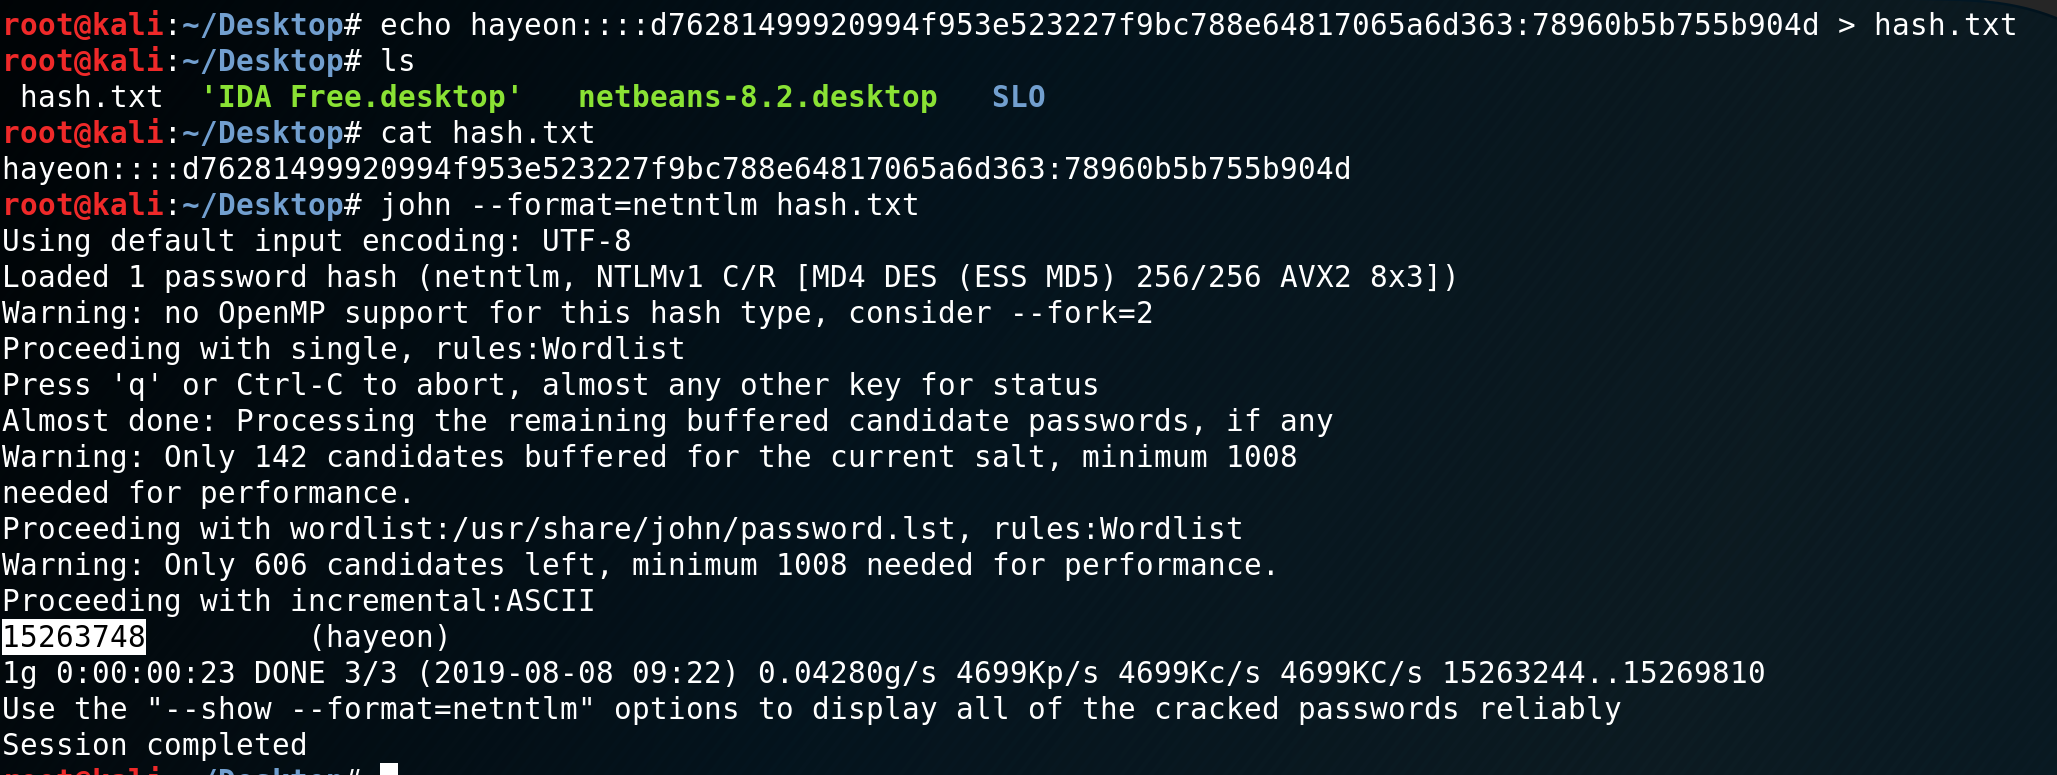 root@kali:~/Desktop# echo hayeon::::d76281499920994f953e523227f9bc788e64817065a6d363:78960b5b755b904d > hash.txt
root@kali:~/Desktop# ls
 hash.txt  'IDA Free.desktop'   netbeans-8.2.desktop   SLO
root@kali:~/Desktop# cat hash.txt
hayeon::::d76281499920994f953e523227f9bc788e64817065a6d363:78960b5b755b904d
root@kali:~/Desktop# john --format=netntlm hash.txt
Using default input encoding: UTF-8
Loaded 1 password hash (netntlm, NTLMv1 C/R [MD4 DES (ESS MD5) 256/256 AVX2 8x3])
Warning: no OpenMP support for this hash type, consider --fork=2
Proceeding with single, rules:Wordlist
Press 'q' or Ctrl-C to abort, almost any other key for status
Almost done: Processing the remaining buffered candidate passwords, if any
Warning: Only 142 candidates buffered for the current salt, minimum 1008
needed for performance.
Proceeding with wordlist:/usr/share/john/password.lst, rules:Wordlist
Warning: Only 606 candidates left, minimum 1008 needed for performance.
Proceeding with incremental:ASCII
15263748         (hayeon)
1g 0:00:00:23 DONE 3/3 (2019-08-08 09:22) 0.04280g/s 4699Kp/s 4699Kc/s 4699KC/s 15263244..15269810
Use the "--show --format=netntlm" options to display all of the cracked passwords reliably
Session completed
root@kali:~/Desktop#